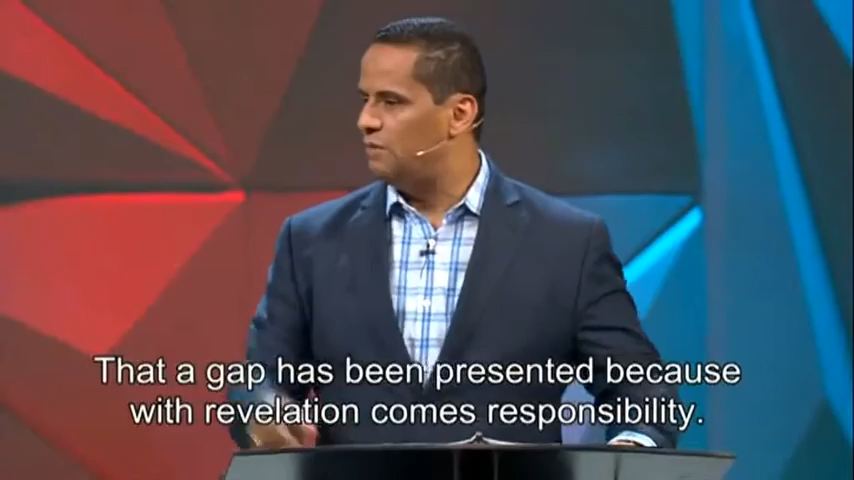 That a gap has been presented because
with revelation comes responsibility.